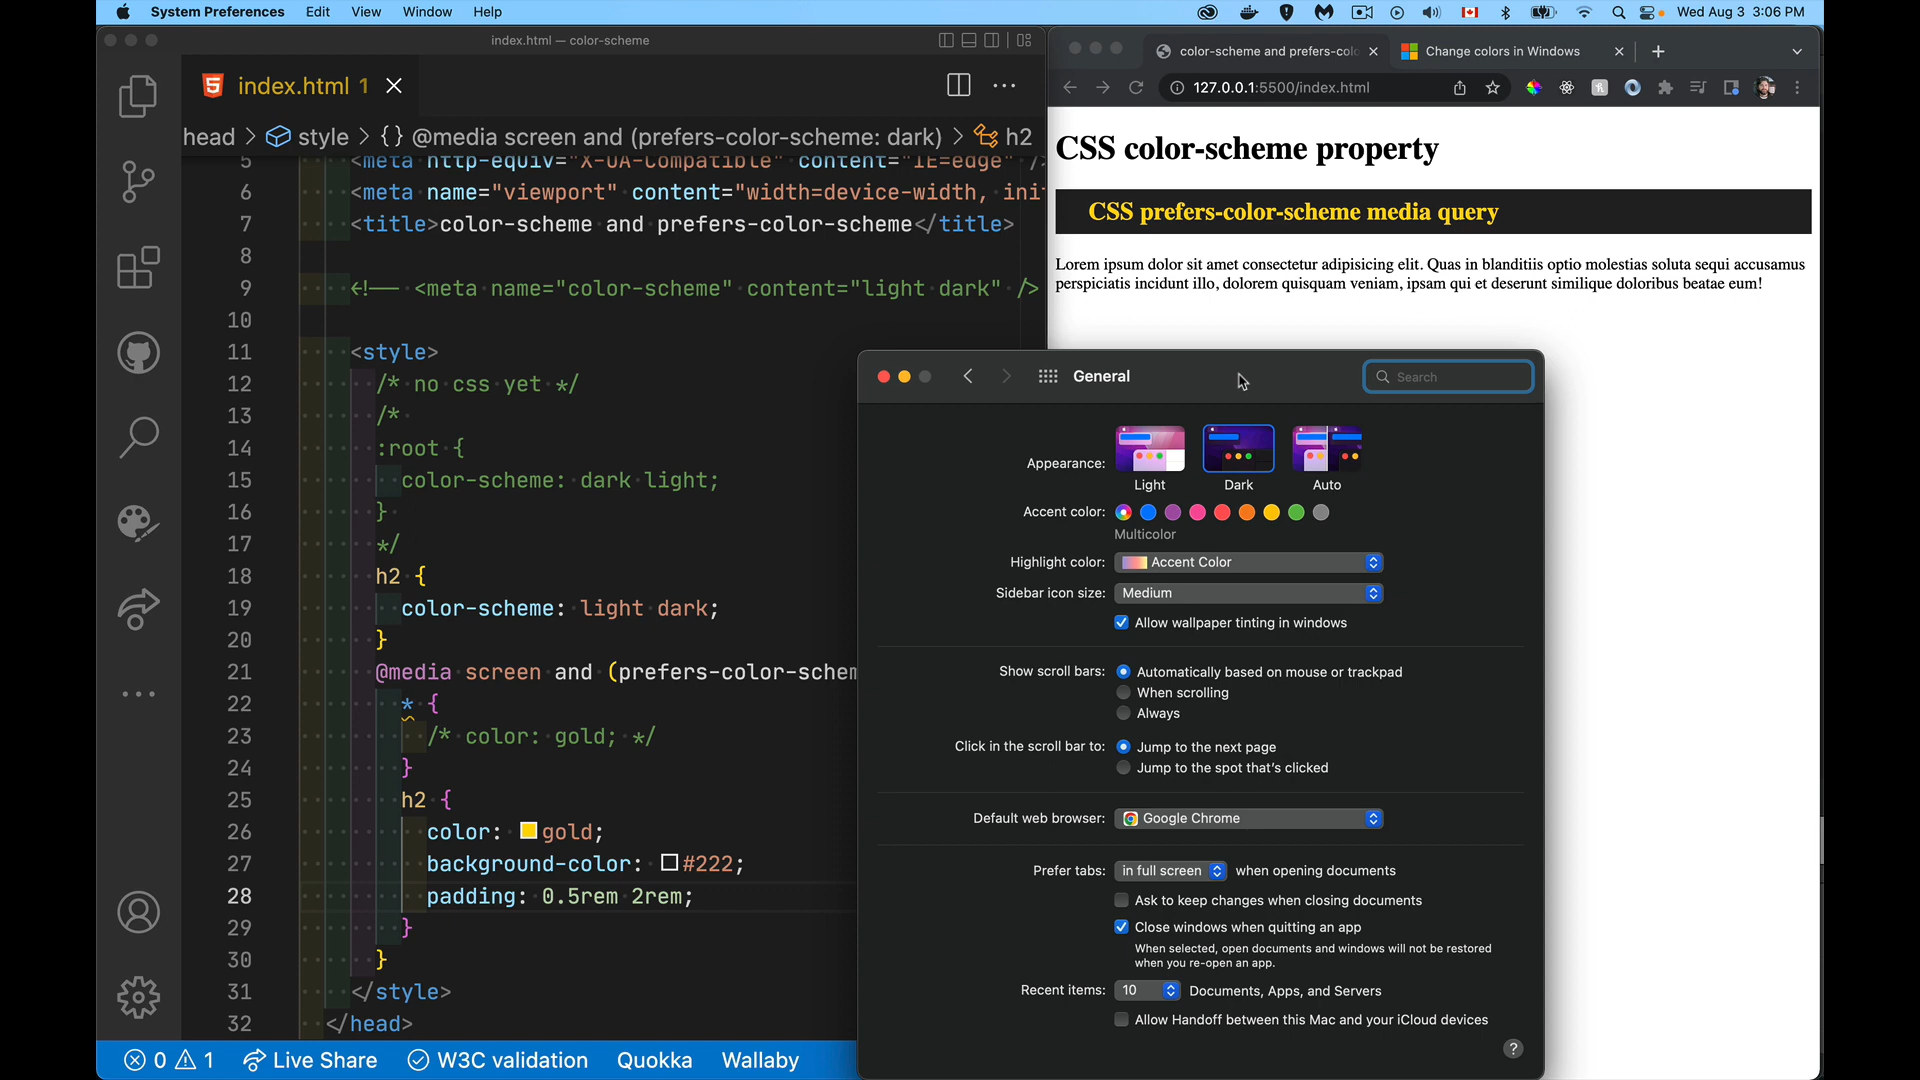 System Preferences Edit View Window Help
Wed Aug 3 3:06 PM
index.html — color-scheme
index.html 1
head > style > {} @media screen and (prefers-color-scheme: dark) > h2
5 <meta http-equiv="X-UA-Compatible" content="IE=edge" />
6 <meta name="viewport" content="width=device-width, ini
7 <title>color-scheme and prefers-color-scheme</title>
8
9 <!-- <meta name="color-scheme" content="light dark" />
10
11 <style>
12 /* no css yet */
13 /*
14 :root {
15 color-scheme: dark light;
16 }
17 */
18 h2 {
19 color-scheme: light dark;
20 }
21 @media screen and (prefers-color-schem
22 * {
23 /* color: gold; */
24 }
25 h2 {
26 color: gold;
27 background-color: #222;
28 padding: 0.5rem 2rem;
29 }
30 }
31 </style>
32 </head>
0 1 Live Share W3C validation Quokka Wallaby
color-scheme and prefers-colo
Change colors in Windows
127.0.0.1:5500/index.html
CSS color-scheme property
CSS prefers-color-scheme media query
Lorem ipsum dolor sit amet consectetur adipisicing elit. Quas in blanditiis optio molestias soluta sequi accusamus
perspiciatis incidunt illo, dolorem quisquam veniam, ipsam qui et deserunt similique doloribus beatae eum!
General
Search
Appearance:
Light Dark Auto
Accent color:
Multicolor
Highlight color: Accent Color
Sidebar icon size: Medium
Allow wallpaper tinting in windows
Show scroll bars: Automatically based on mouse or trackpad
When scrolling
Always
Click in the scroll bar to: Jump to the next page
Jump to the spot that's clicked
Default web browser: Google Chrome
Prefer tabs: in full screen when opening documents
Ask to keep changes when closing documents
Close windows when quitting an app
When selected, open documents and windows will not be restored
when you re-open an app.
Recent items: 10 Documents, Apps, and Servers
Allow Handoff between this Mac and your iCloud devices
?